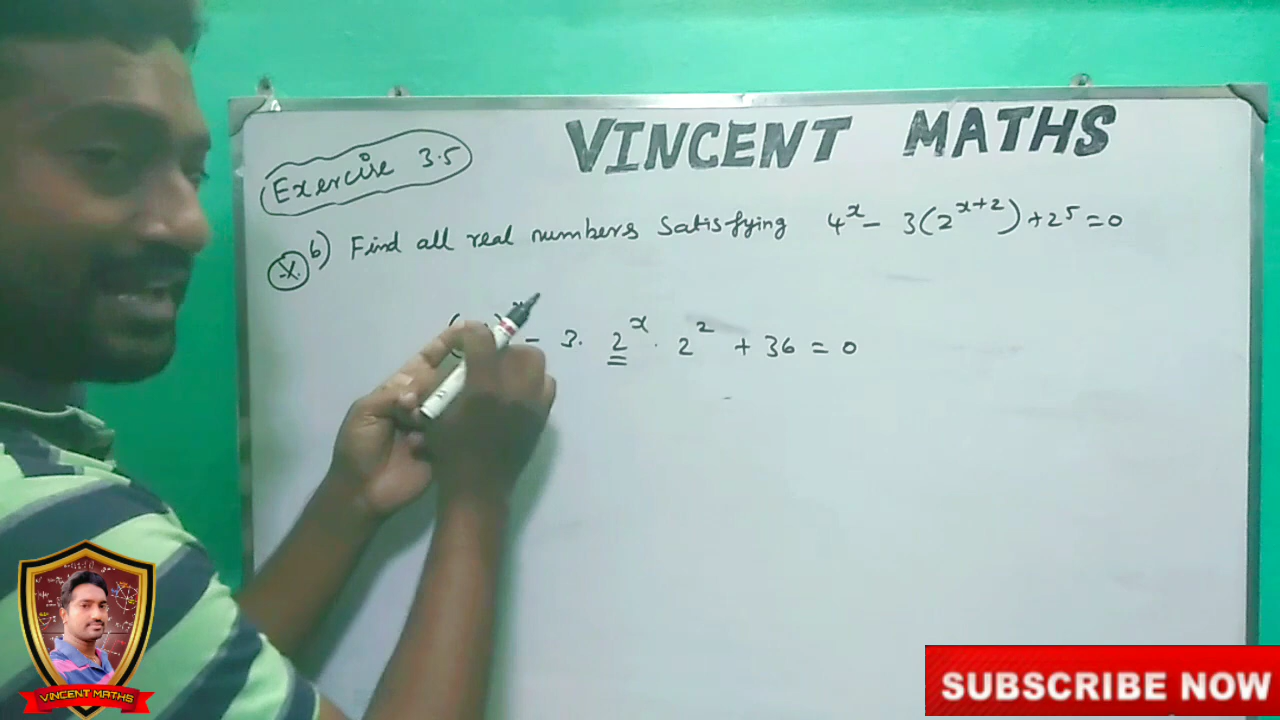 VINCENT MATHS
Exercise 3.5
6) Find all real numbers satisfying 4^x - 3(2^{x+2}) + 2^5 = 0
- 3. 2^x . 2^2 + 36 = 0
VINCENT MATHS
SUBSCRIBE NOW